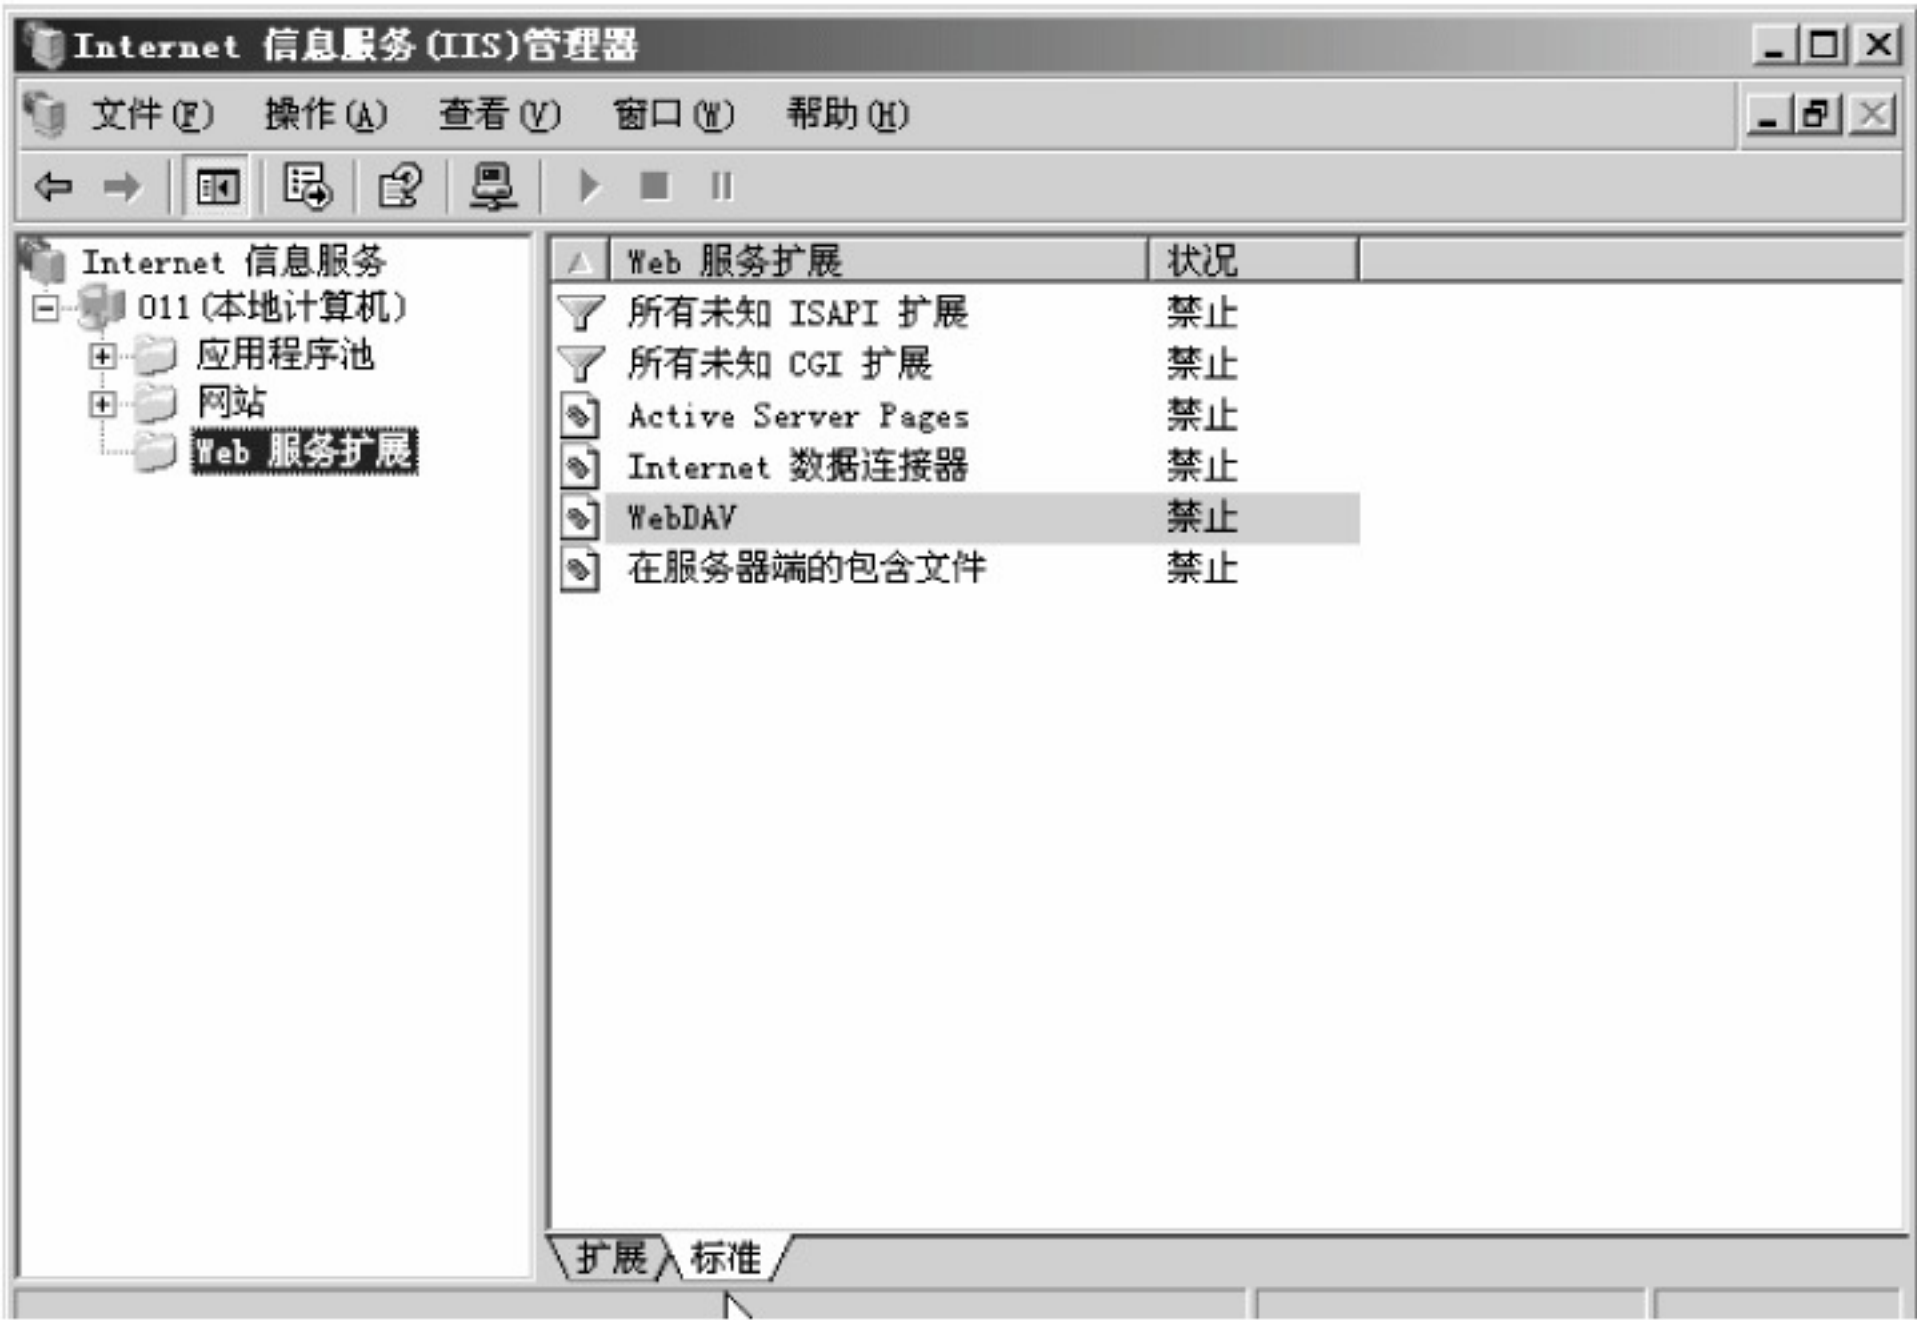 Internet 信息服务(IIS)管理器
文件(F) 操作(A) 查看(V) 窗口(W) 帮助(H)
Internet 信息服务
011(本地计算机)
应用程序池
网站
Web 服务扩展
Web 服务扩展 状况
所有未知 ISAPI 扩展 禁止
所有未知 CGI 扩展 禁止
Active Server Pages 禁止
Internet 数据连接器 禁止
WebDAV 禁止
在服务器端的包含文件 禁止
扩展 标准